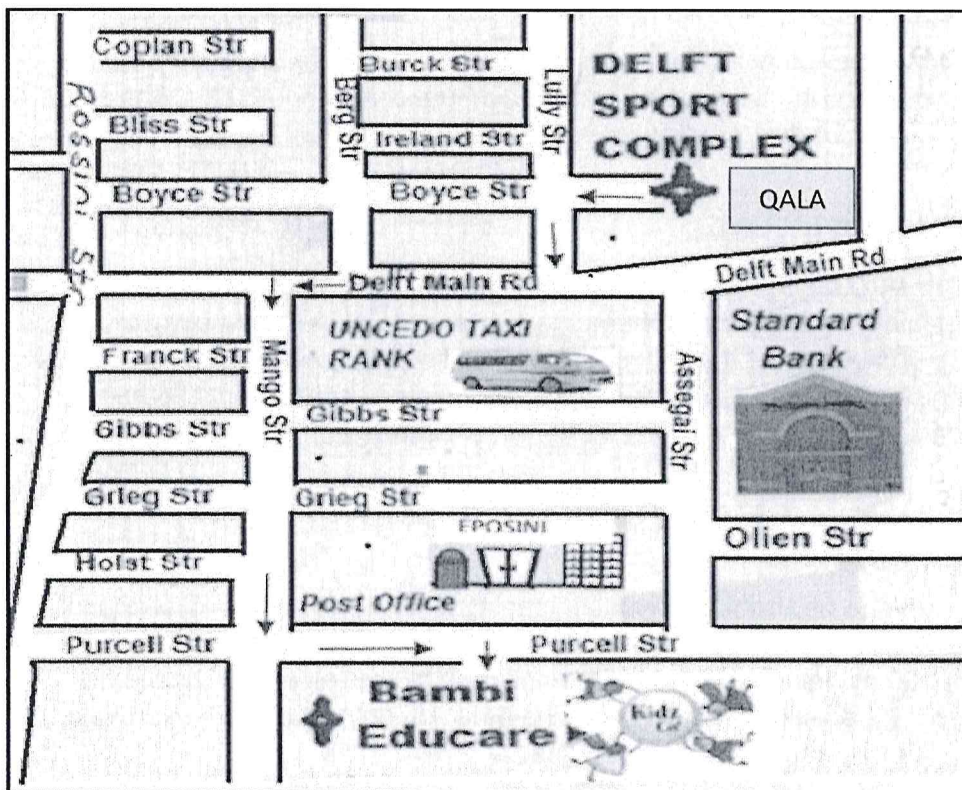 Coplan Str
Burck Str
DELFT
SPORT
COMPLEX
Rossini Str
Berg Str
Lully Str
Bliss Str
Ireland Str
Boyce Str
Boyce Str
QALA
Delft Main Rd
Delft Main Rd
UNCEDO TAXI
RANK
Standard
Bank
Franck Str
Mango Str
Assegai Str
Gibbs Str
Gibbs Str
Grieg Str
Grieg Str
EPOSINI
Olien Str
Holst Str
Post Office
Purcell Str
Purcell Str
Bambi
Educare
Kidz